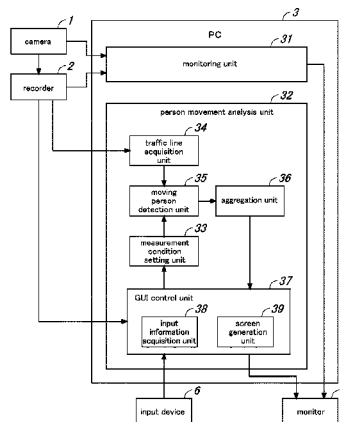 1
3
camera
PC
31
monitoring unit
2
recorder
32
person movement analysis unit
34
traffic line
acquisition
unit
35
36
moving
person
detection unit
aggregation unit
33
measurement
condition
setting unit
37
GUI control unit
38
39
input
information
acquisition unit
screen
generation
unit
6
input device
monitor